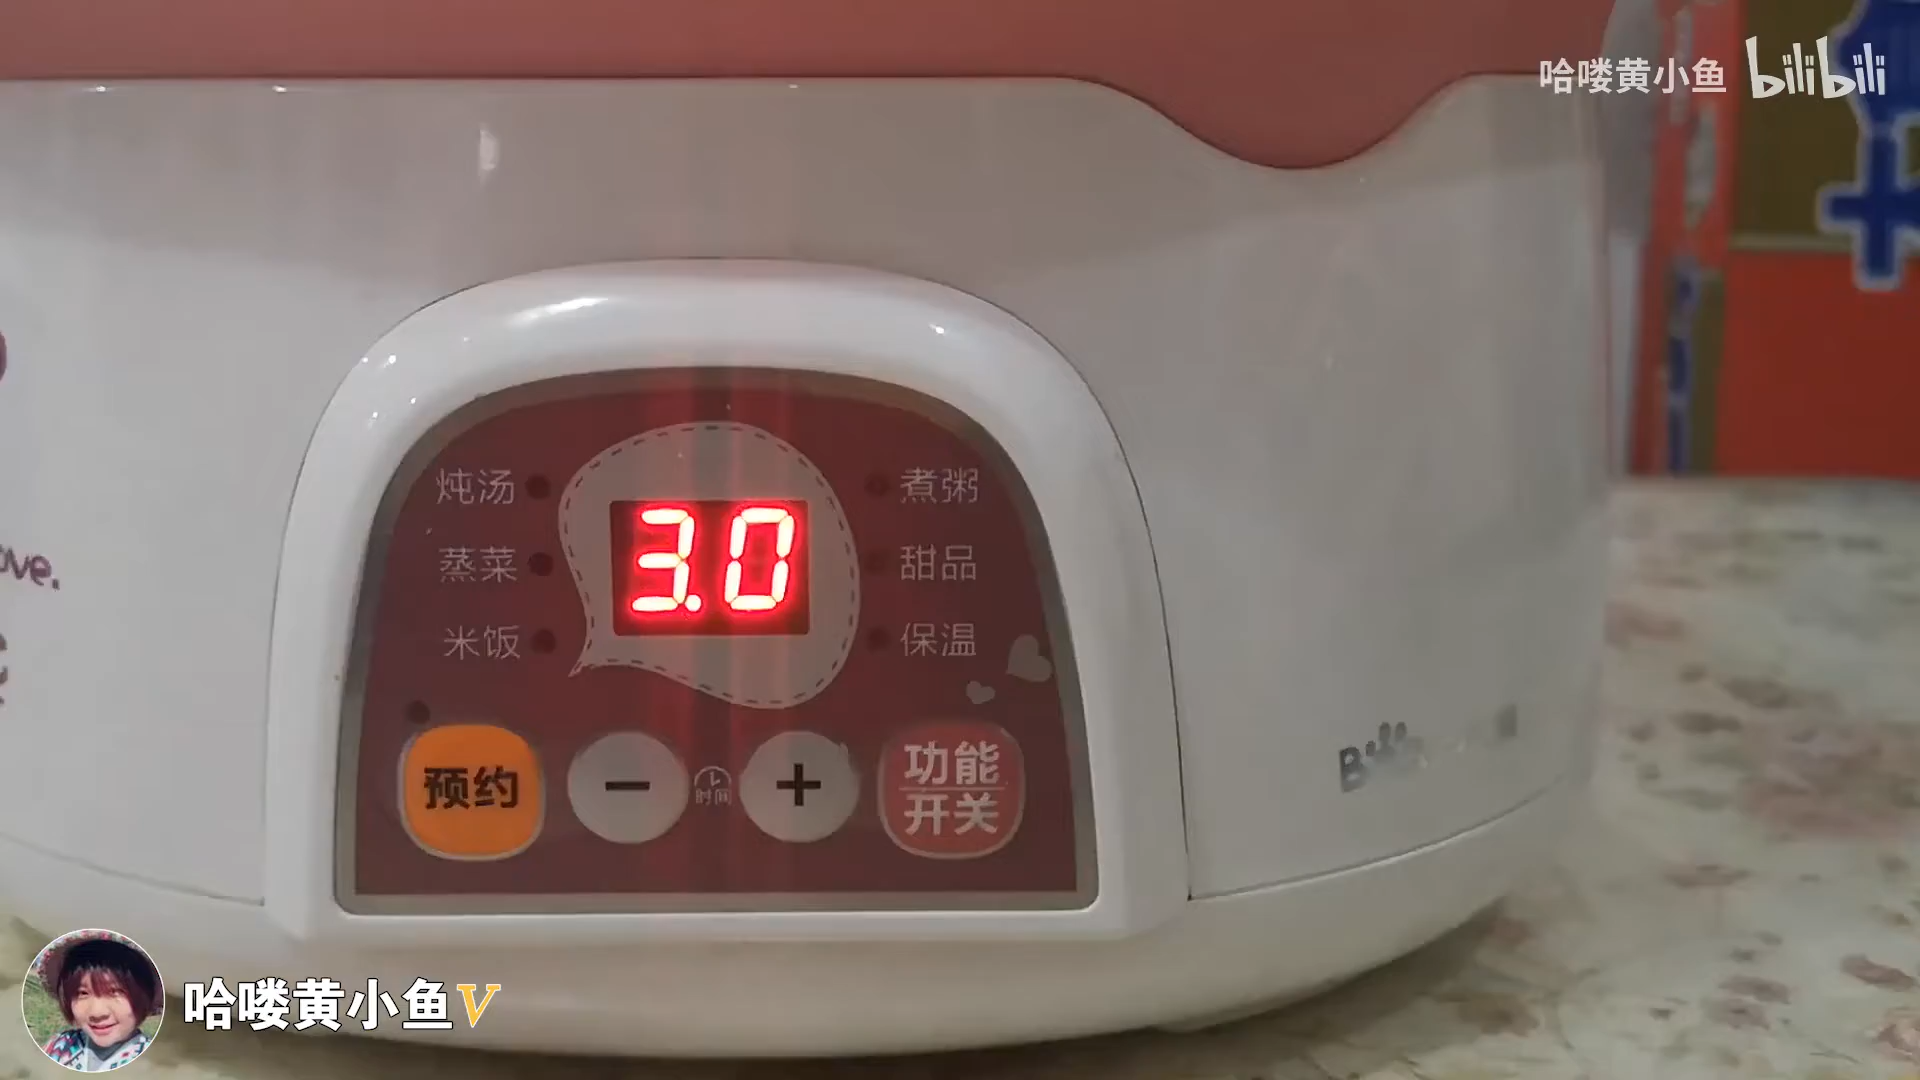 哈喽黄小鱼 bilibili
炖汤
煮粥
3.0
蒸菜
甜品
米饭
保温
预约
−
时间
+
功能
开关
哈喽黄小鱼V